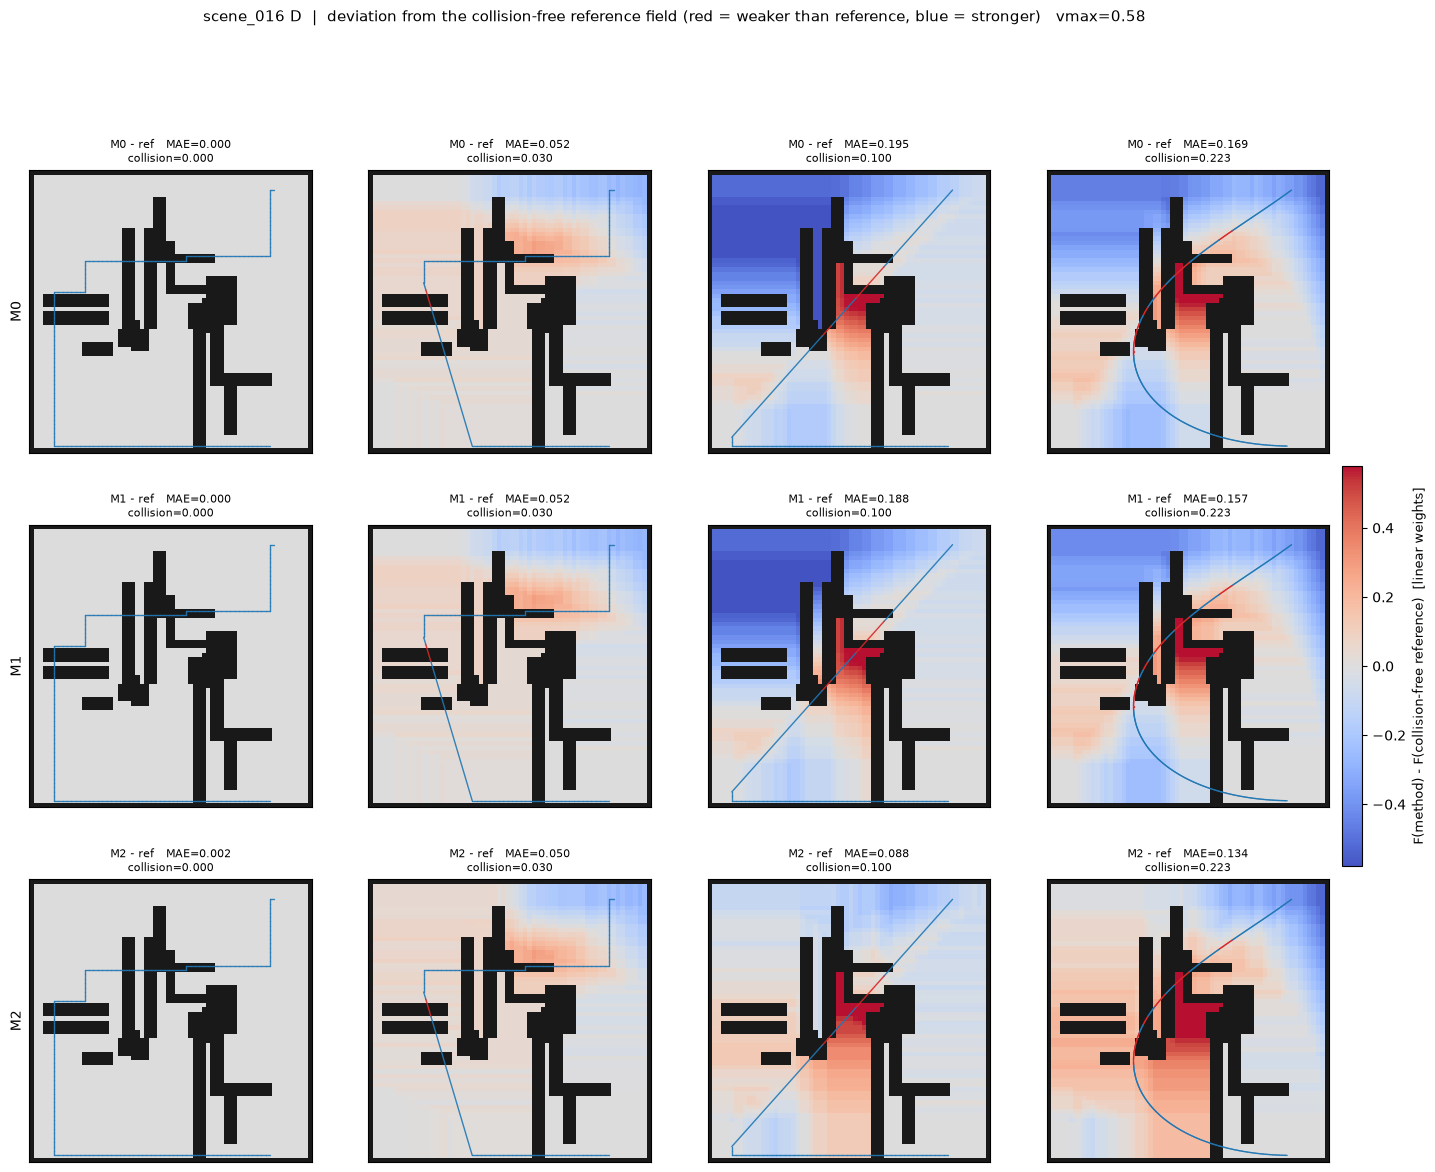 scene_016 D  |  deviation from the collision-free reference field (red = weaker than reference, blue = stronger)   vmax=0.58
M0 - ref   MAE=0.000
collision=0.000
M0 - ref   MAE=0.052
collision=0.030
M0 - ref   MAE=0.195
collision=0.100
M0 - ref   MAE=0.169
collision=0.223
M0
M1 - ref   MAE=0.000
collision=0.000
M1 - ref   MAE=0.052
collision=0.030
M1 - ref   MAE=0.188
collision=0.100
M1 - ref   MAE=0.157
collision=0.223
M1
M2 - ref   MAE=0.002
collision=0.000
M2 - ref   MAE=0.050
collision=0.030
M2 - ref   MAE=0.088
collision=0.100
M2 - ref   MAE=0.134
collision=0.223
M2
0.4
0.2
0.0
−0.2
−0.4
F(method) - F(collision-free reference)  [linear weights]